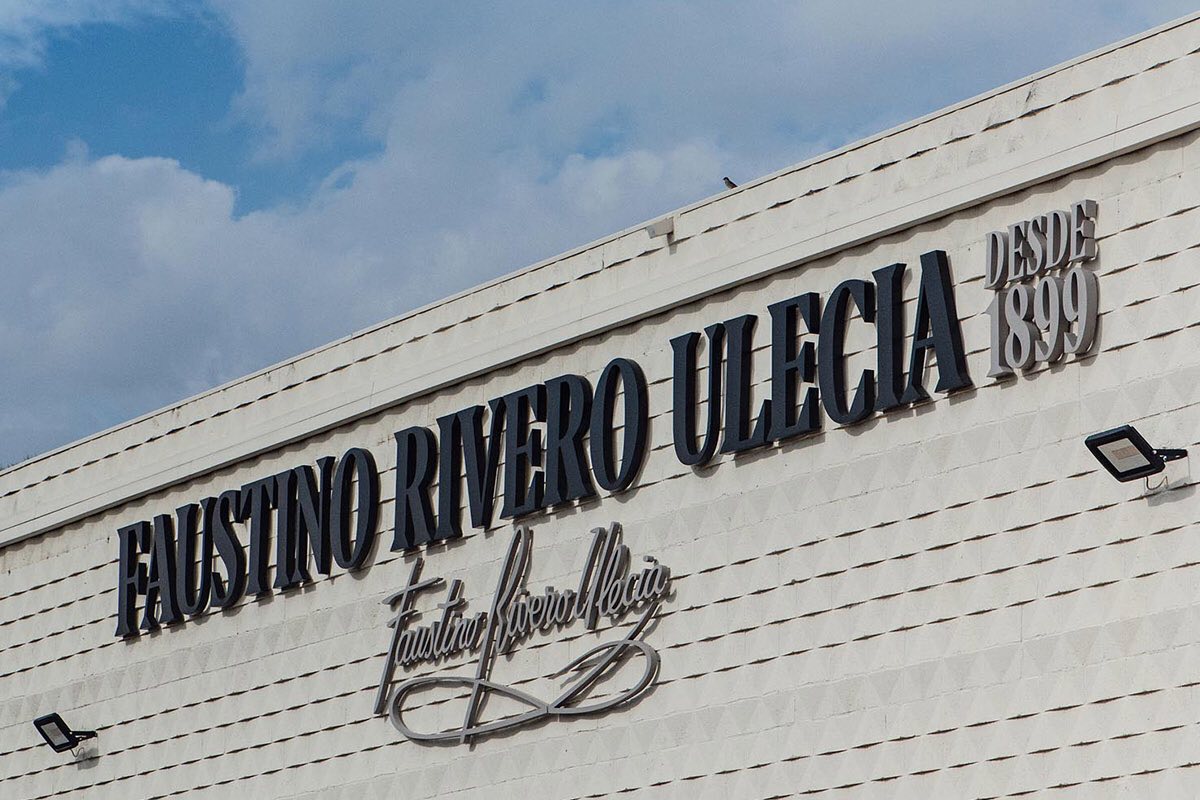 FAUSTINO RIVERO ULECIA
DESDE
1899
Faustino Rivero Ulecia